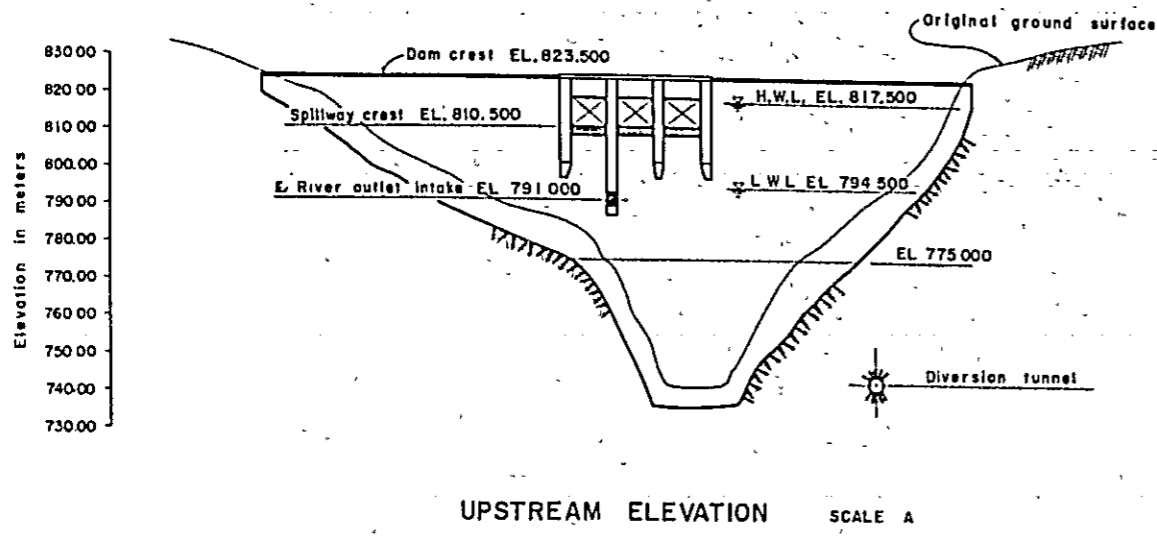 Original ground surface
830.00
Dam crest EL. 823.500
820.00
H.W.L. EL. 817.500
Spillway crest EL. 810.500
810.00
800.00
River outlet intake EL 791 000
L W L EL 794 500
790.00
780.00
EL 775 000
770.00
760.00
750.00
740.00
Diversion tunnel
730.00
Elevation in meters
UPSTREAM ELEVATION SCALE A